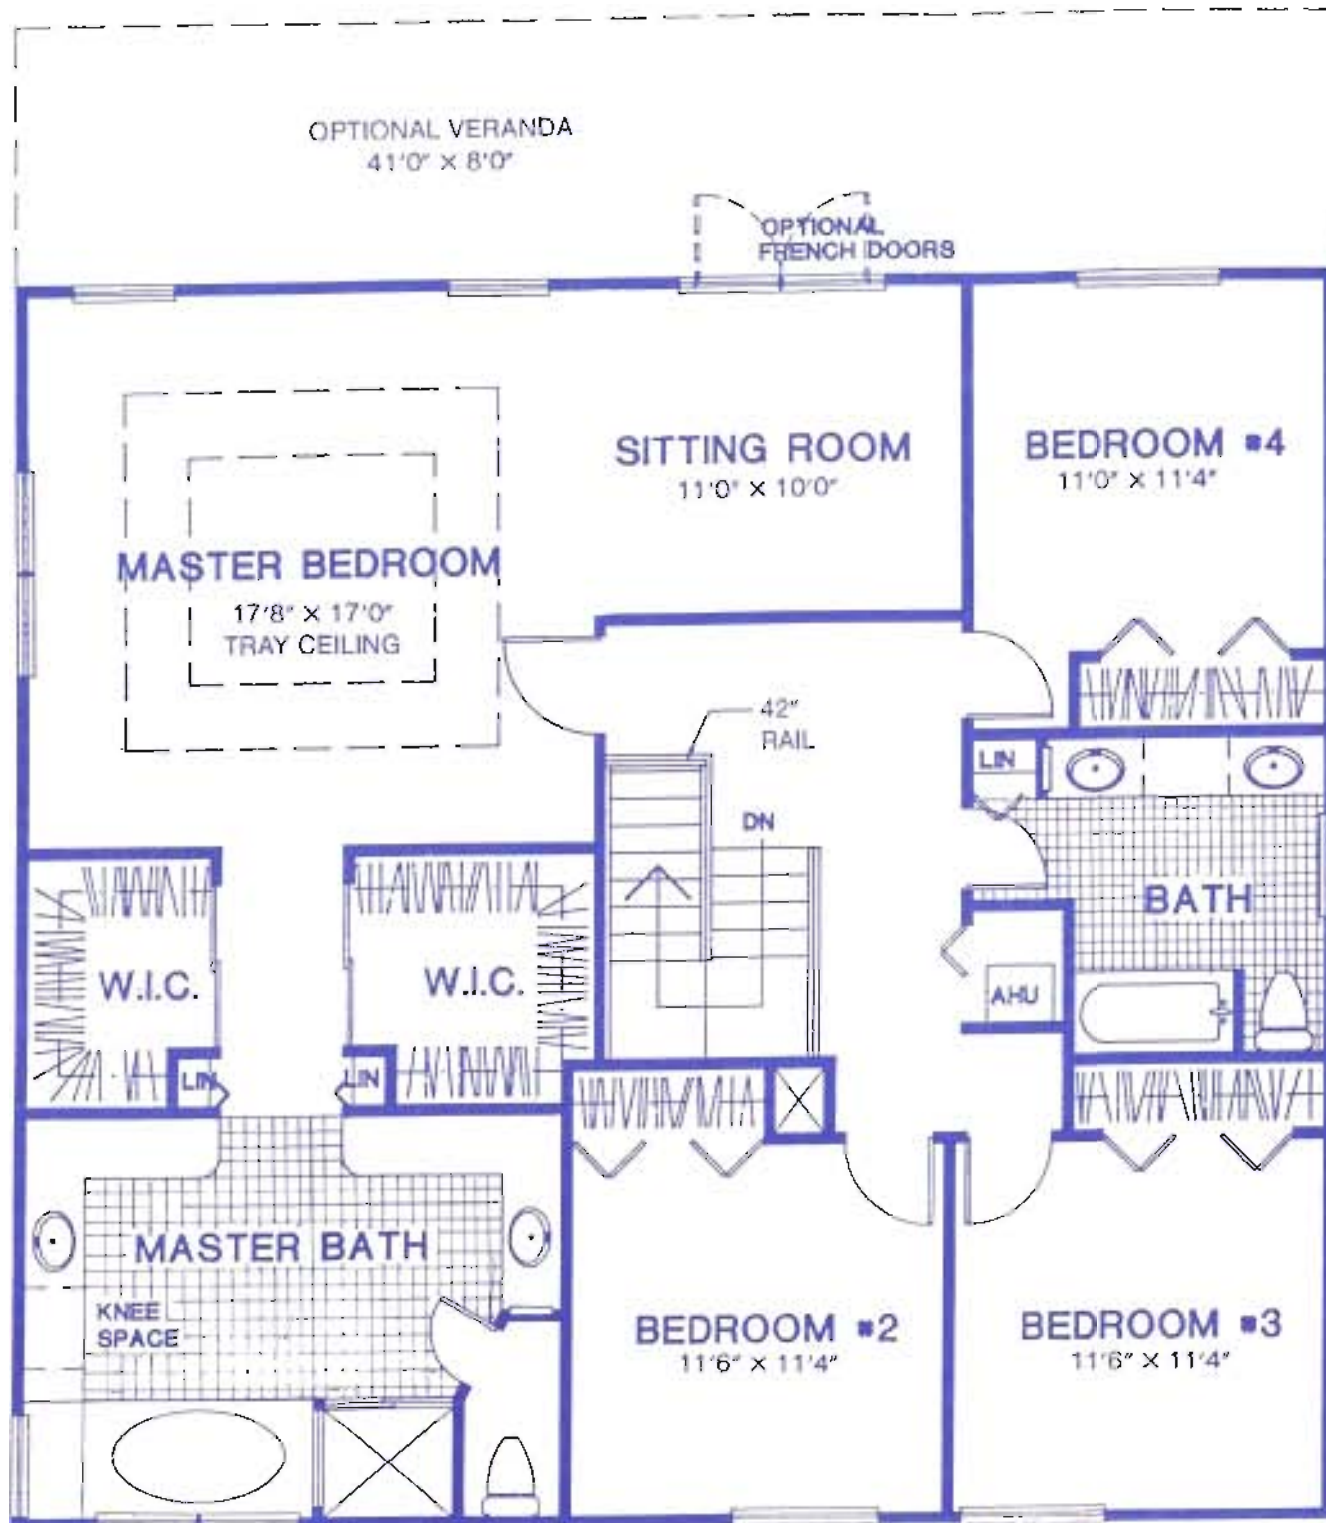 OPTIONAL VERANDA
41'0" X 8'0"
OPTIONAL
FRENCH DOORS
SITTING ROOM
11'0" X 10'0"
BEDROOM #4
11'0" X 11'4"
MASTER BEDROOM
17'8" X 17'0"
TRAY CEILING
42"
RAIL
LIN
DN
BATH
W.I.C.
W.I.C.
AHU
LIN
LIN
MASTER BATH
KNEE
SPACE
BEDROOM #2
11'6" X 11'4"
BEDROOM #3
11'6" X 11'4"